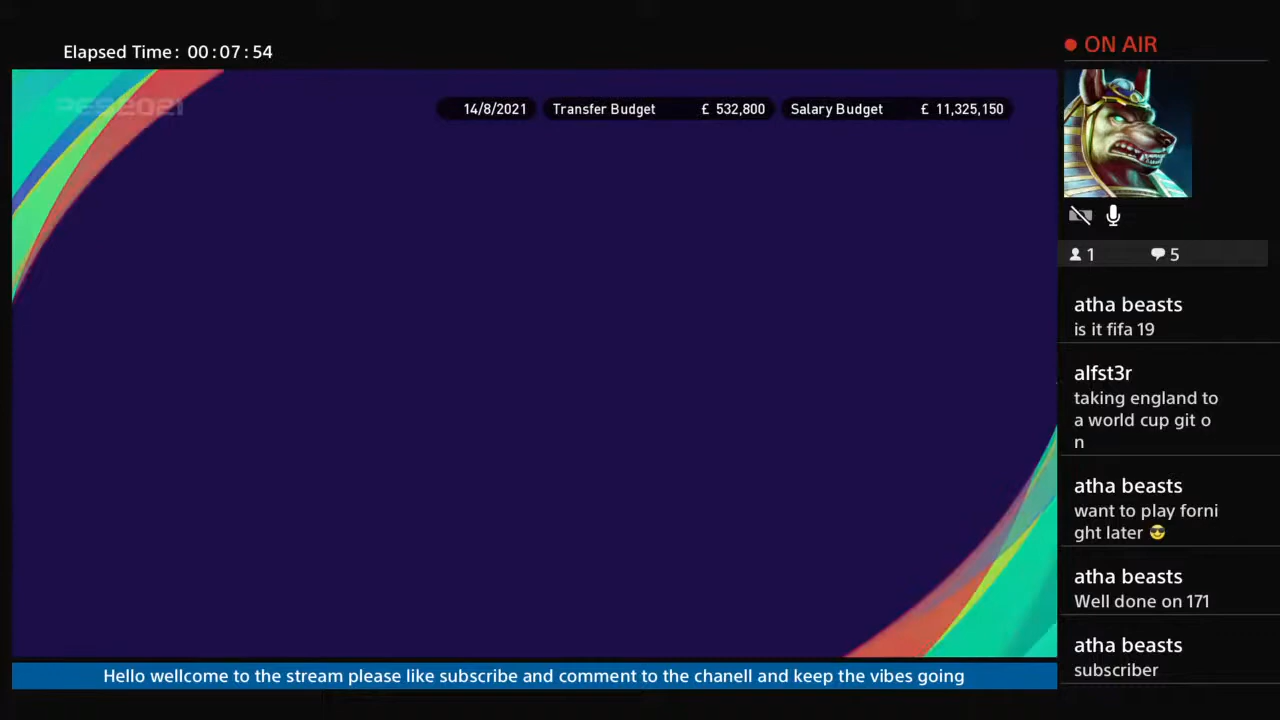 Elapsed Time: 00:07:54
ON AIR
PES2021
14/8/2021 Transfer Budget £ 532,800 Salary Budget £ 11,325,150
1 5
atha beasts
is it fifa 19
alfst3r
taking england to
a world cup git o
n
atha beasts
want to play forni
ght later 😎
atha beasts
Well done on 171
atha beasts
subscriber
Hello wellcome to the stream please like subscribe and comment to the chanell and keep the vibes going